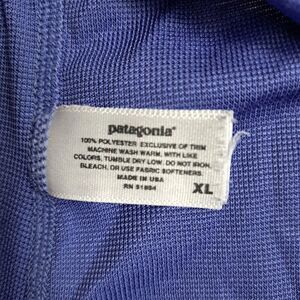 patagonia®
100% POLYESTER EXCLUSIVE OF TRIM
MACHINE WASH WARM, WITH LIKE
COLORS, TUMBLE DRY LOW. DO NOT IRON,
BLEACH, OR USE FABRIC SOFTENERS.
MADE IN USA
RN 51884 XL